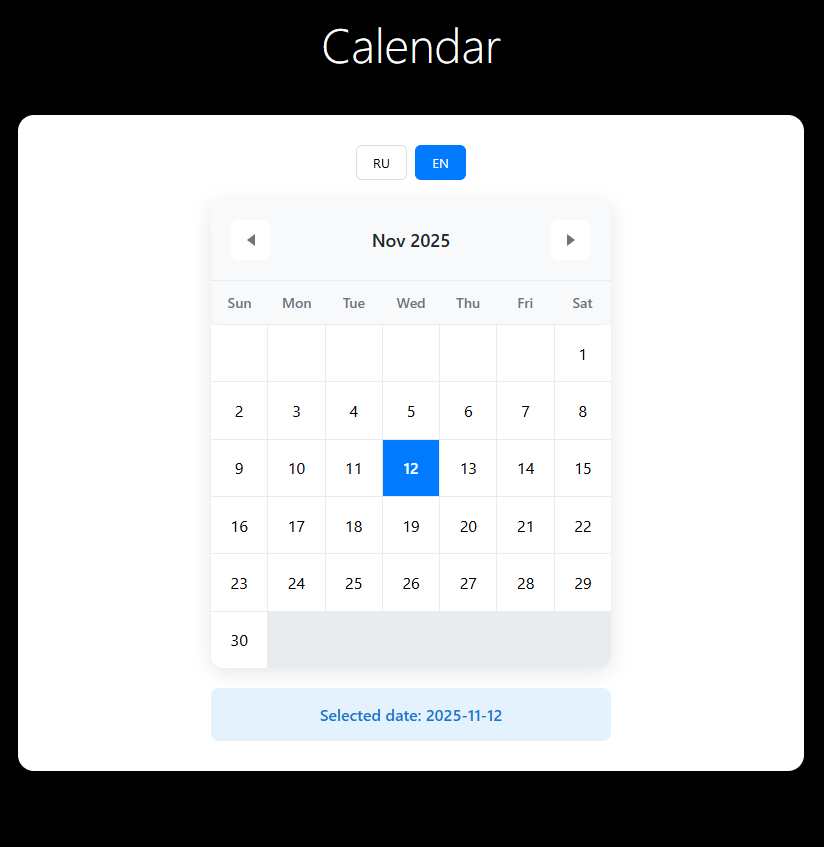 Calendar
RU EN
Nov 2025
Sun Mon Tue Wed Thu Fri Sat
1
2 3 4 5 6 7 8
9 10 11 12 13 14 15
16 17 18 19 20 21 22
23 24 25 26 27 28 29
30
Selected date: 2025-11-12